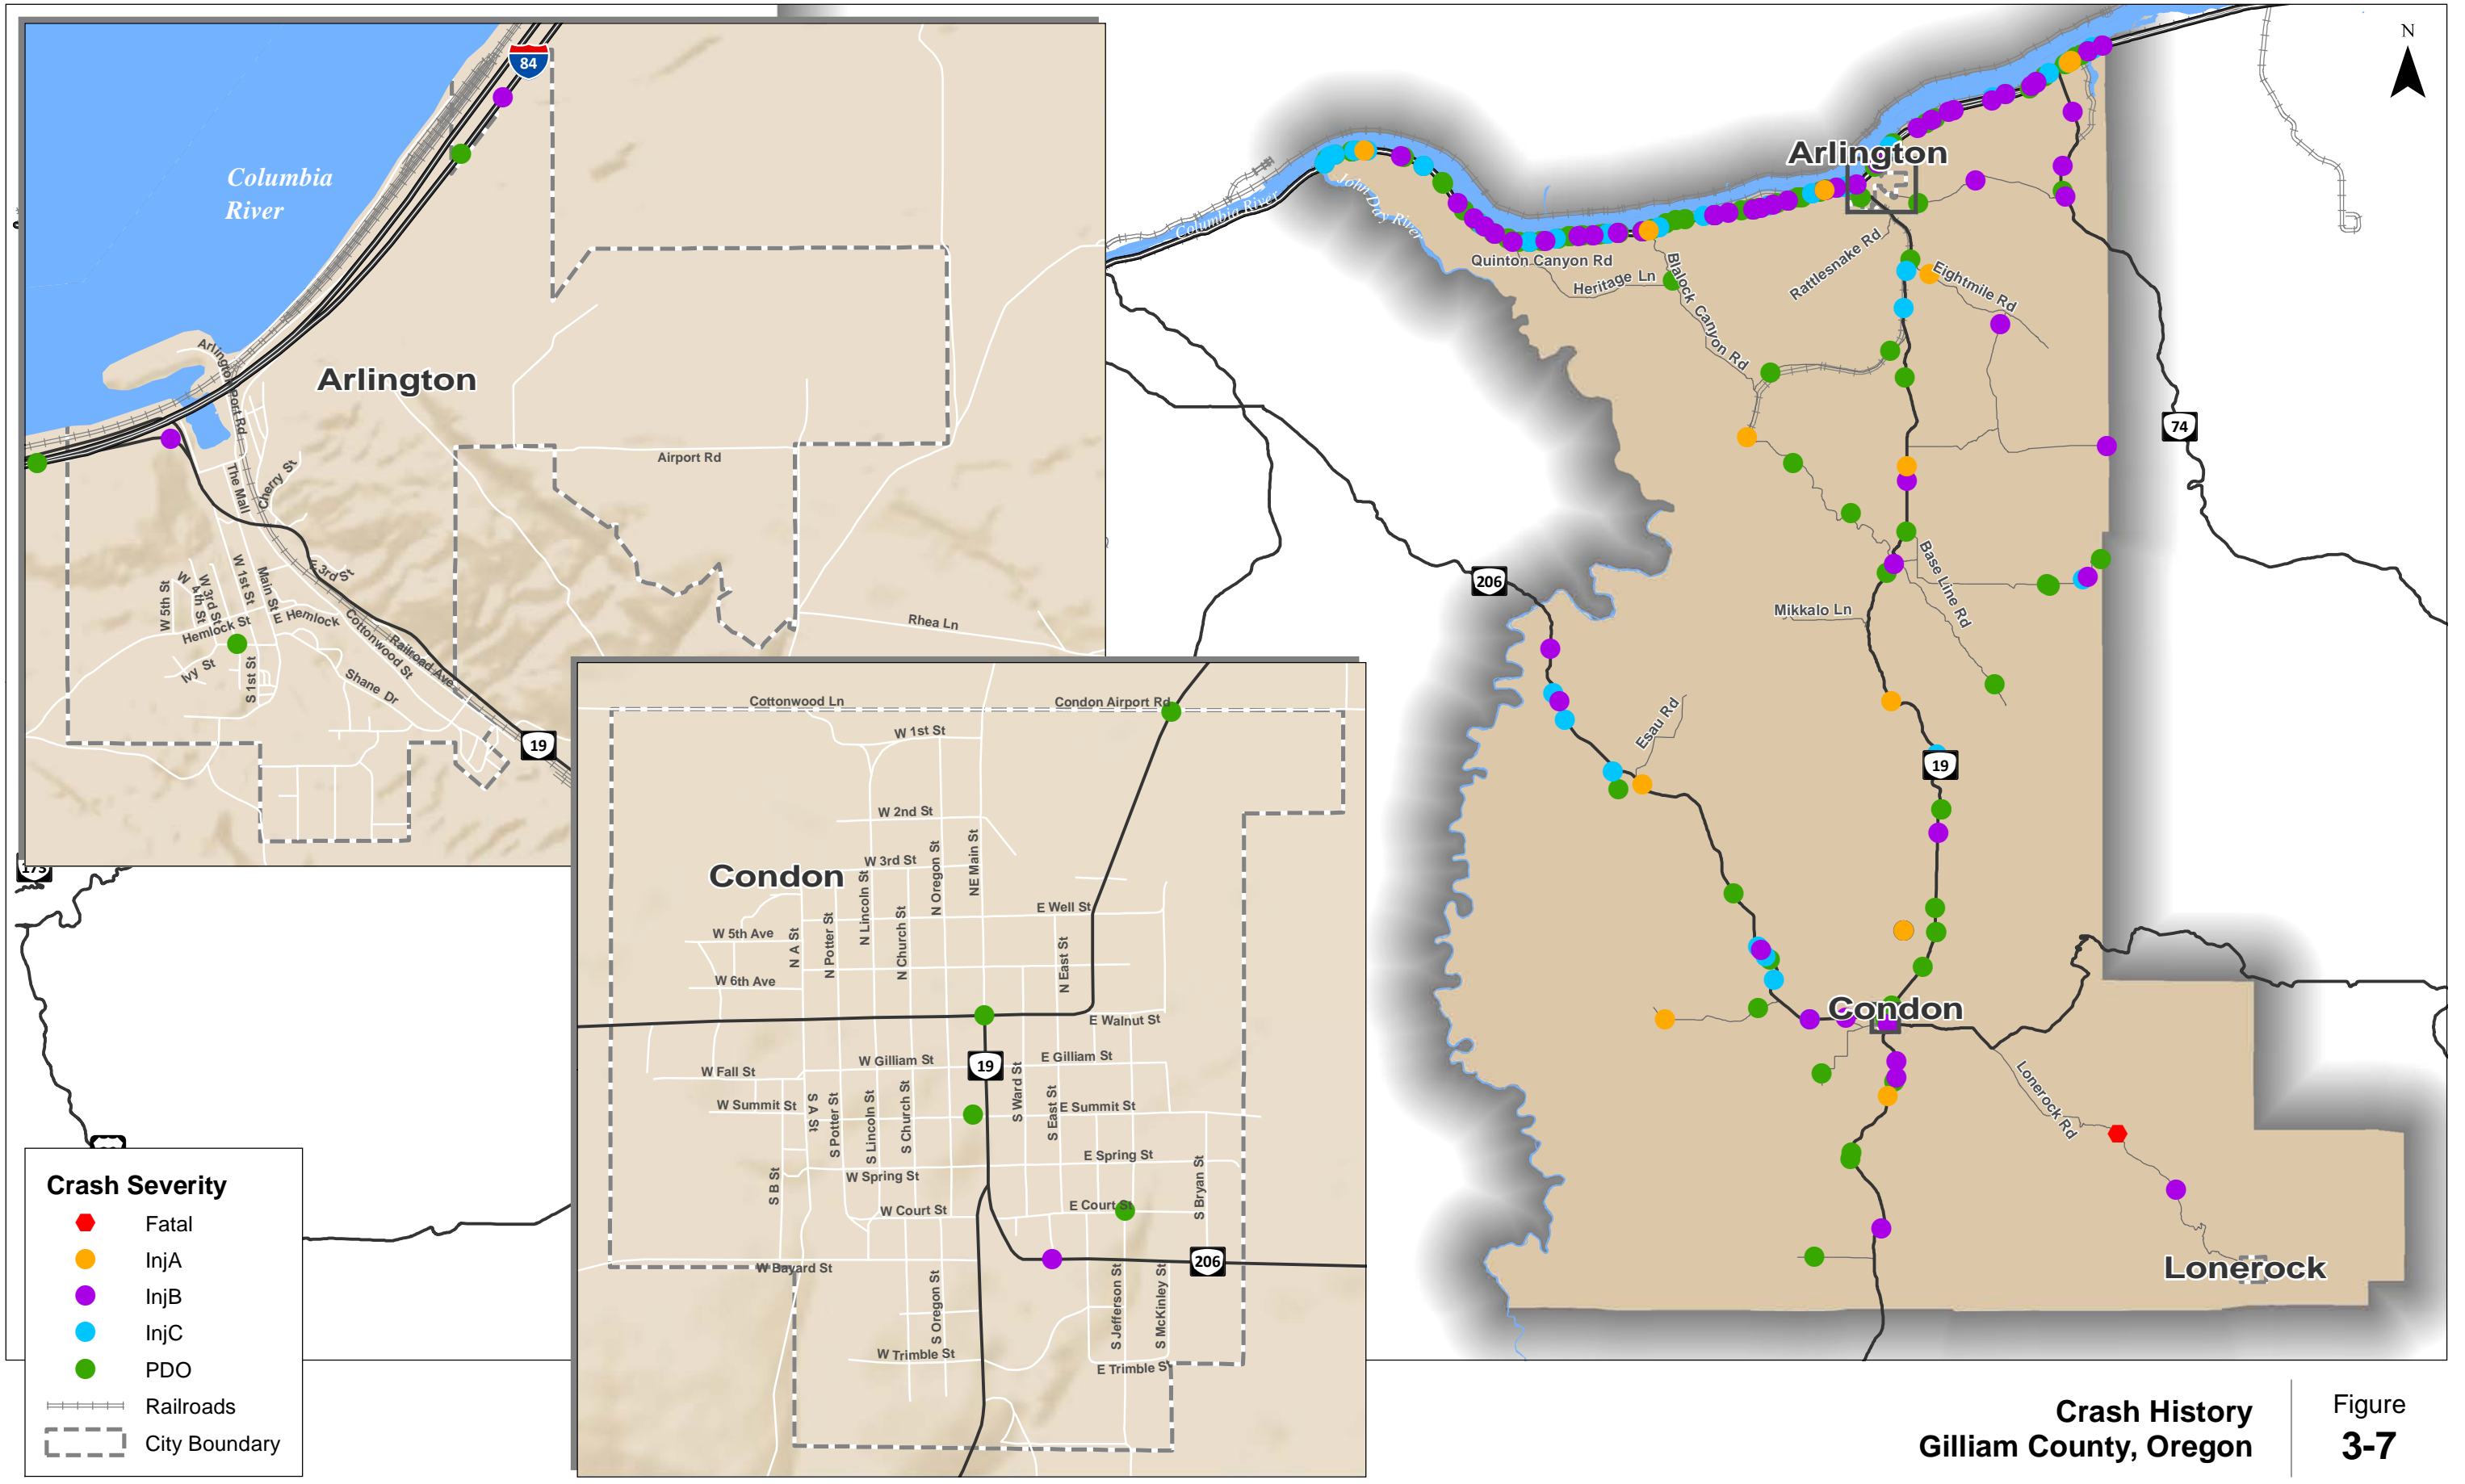 84
Columbia
River
Arlington
Arlington Port Rd
The Mall
Cherry St
Airport Rd
Rhea Ln
E 3rd St
W 1st St
Main St
W 3rd St
W 4th St
W 5th St
Hemlock St
E Hemlock
Cottonwood St
Railroad Ave
Ivy St
S 1st St
Shane Dr
19
Cottonwood Ln
Condon Airport Rd
W 1st St
W 2nd St
Condon
W 3rd St
N Lincoln St
N Oregon St
NE Main St
E Well St
W 5th Ave
N A St
N Potter St
N Church St
N East St
W 6th Ave
E Walnut St
W Gilliam St
E Gilliam St
W Fall St
19
W Summit St
S A St
S Potter St
S Lincoln St
S Church St
S Ward St
S East St
E Summit St
E Spring St
W Spring St
S B St
W Court St
E Court St
S Bryan St
W Bayard St
206
S Oregon St
S Jefferson St
S McKinley St
W Trimble St
E Trimble St
N
Arlington
Columbia River
John Day River
Quinton Canyon Rd
Heritage Ln
Blalock Canyon Rd
Rattlesnake Rd
Eightmile Rd
74
206
Base Line Rd
Mikkalo Ln
Esau Rd
19
Condon
Lonerock Rd
Lonerock
Crash Severity
Fatal
InjA
InjB
InjC
PDO
Railroads
City Boundary
Crash History
Gilliam County, Oregon
Figure
3-7